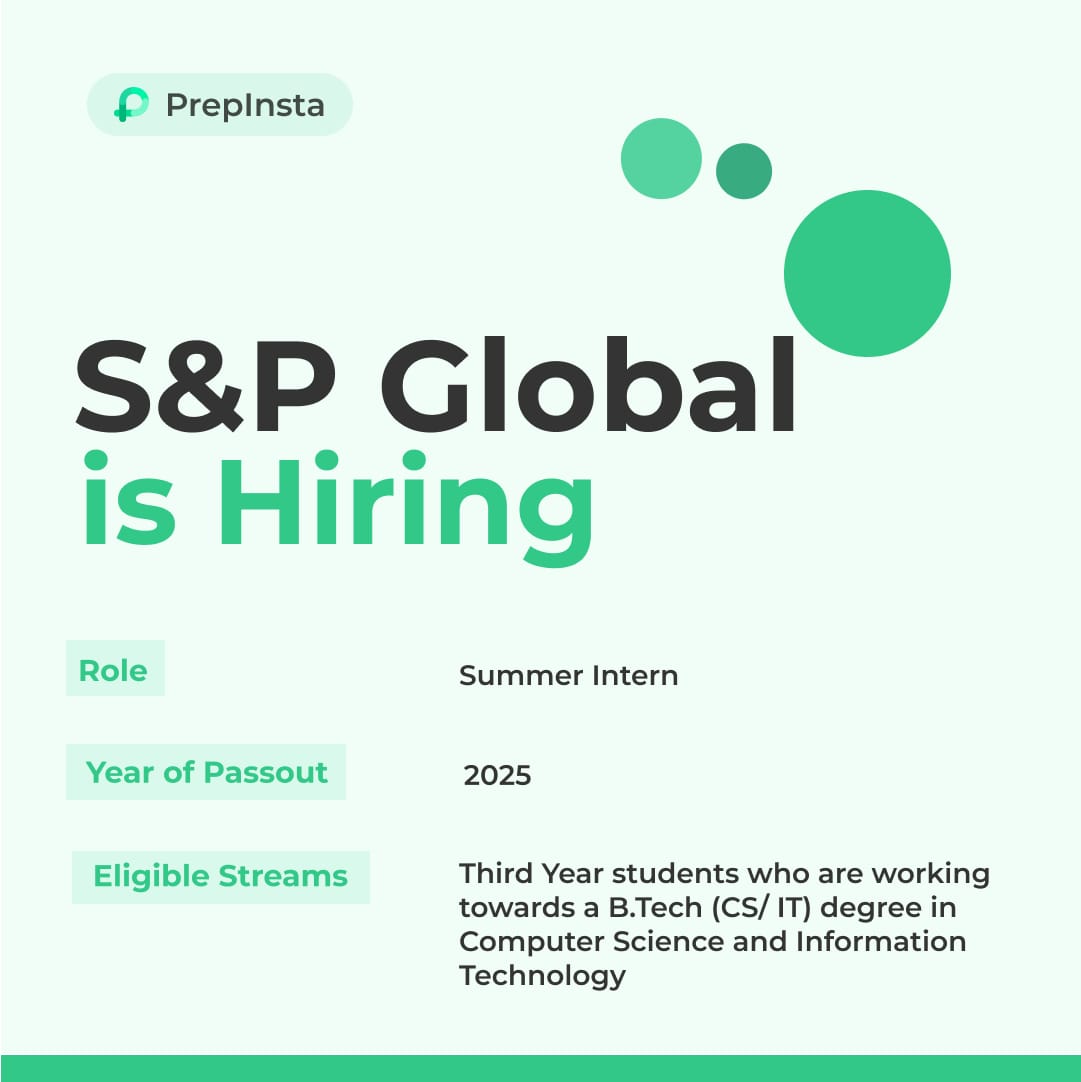 PrepInsta
S&P Global
is Hiring
Role
Summer Intern
Year of Passout
2025
Eligible Streams
Third Year students who are working
towards a B.Tech (CS/ IT) degree in
Computer Science and Information
Technology